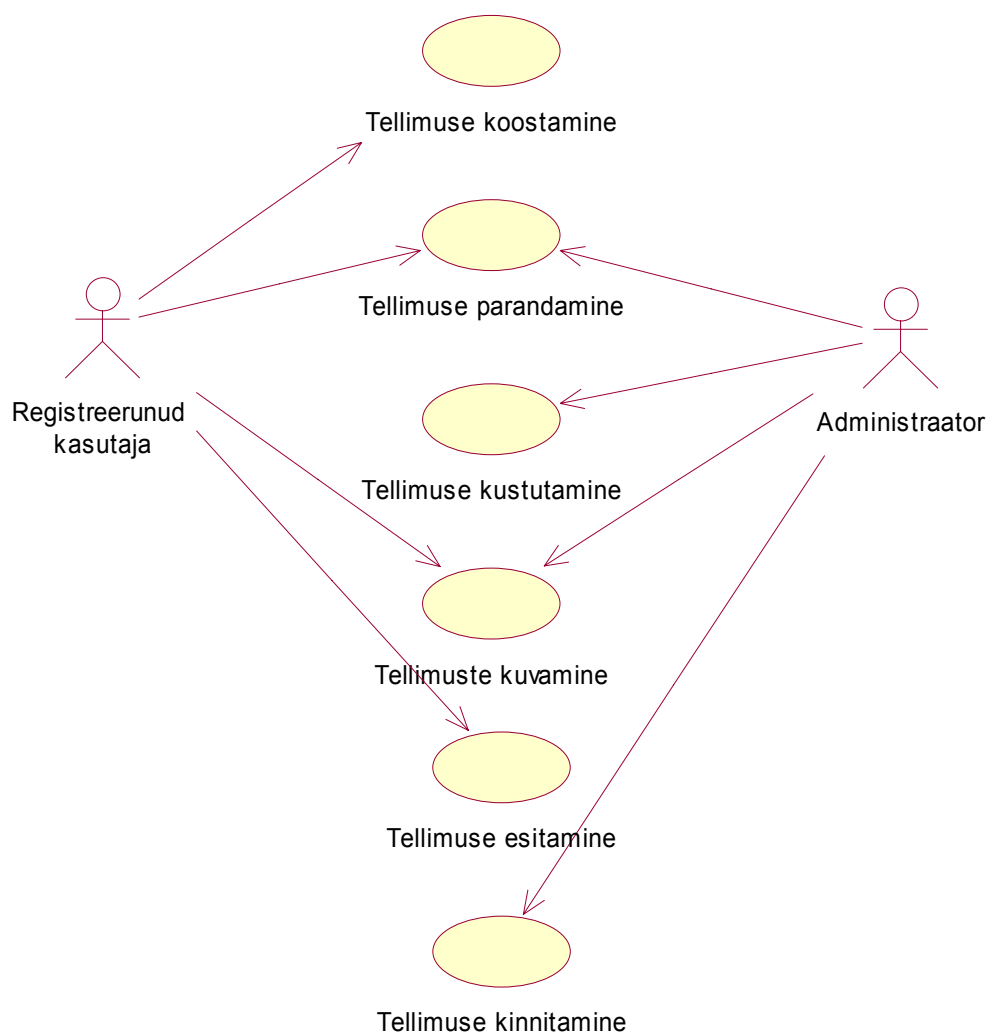 Tellimuse koostamine
Tellimuse parandamine
Registreerunud
kasutaja
Administraator
Tellimuse kustutamine
Tellimuste kuvamine
Tellimuse esitamine
Tellimuse kinnitamine